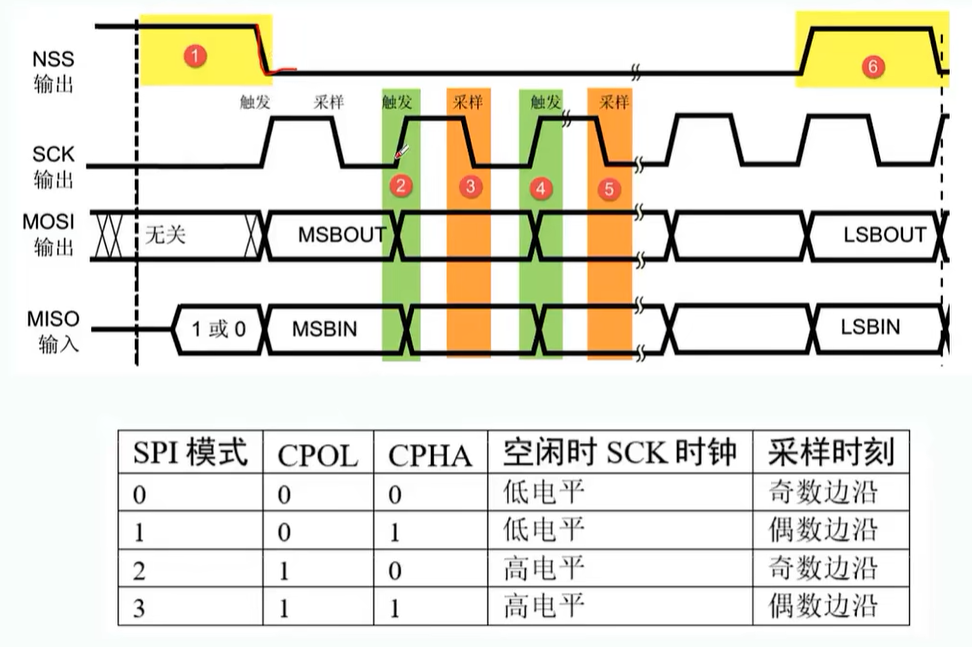 NSS
输出
1
6
触发 采样 触发 采样 触发 采样
SCK
输出
2 3 4 5
MOSI
输出
无关 MSBOUT LSBOUT
MISO
输入
1 或 0 MSBIN LSBIN
SPI 模式 CPOL CPHA 空闲时 SCK 时钟 采样时刻
0 0 0 低电平 奇数边沿
1 0 1 低电平 偶数边沿
2 1 0 高电平 奇数边沿
3 1 1 高电平 偶数边沿